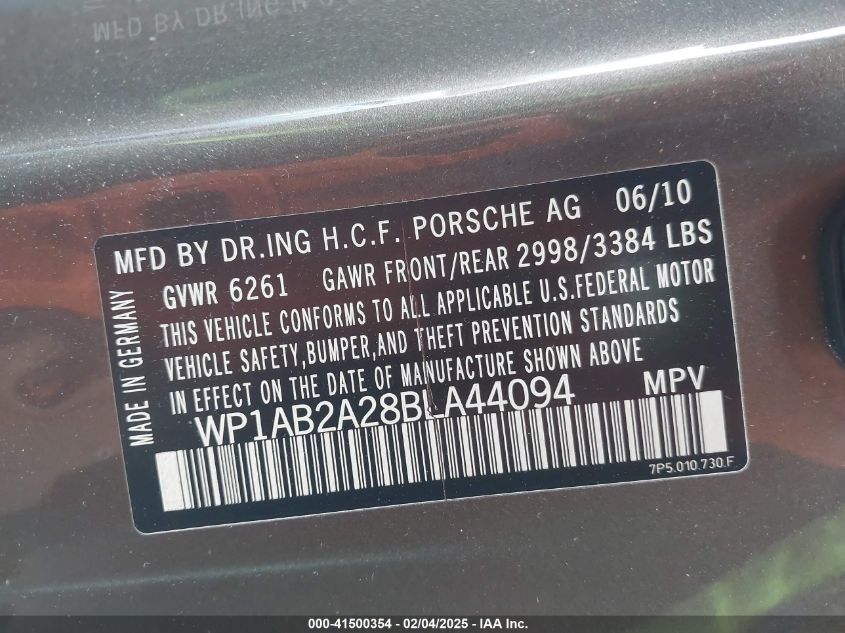 MFD BY DR.ING H.C.F. PORSCHE AG 06/10
GVWR 6261 GAWR FRONT/REAR 2998/3384 LBS
THIS VEHICLE CONFORMS TO ALL APPLICABLE U.S.FEDERAL MOTOR
VEHICLE SAFETY,BUMPER,AND THEFT PREVENTION STANDARDS
IN EFFECT ON THE DATE OF MANUFACTURE SHOWN ABOVE
WP1AB2A28BLA44094 MPV
7P5.010.730.F
MADE IN GERMANY
000-41500354 - 02/04/2025 - IAA Inc.